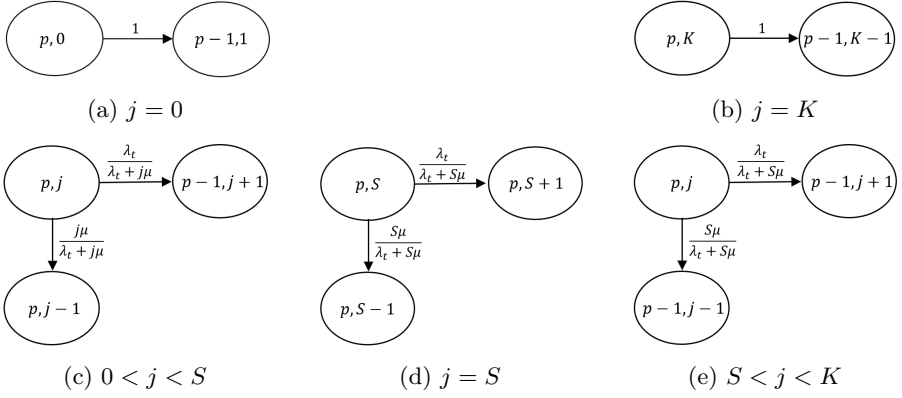 p, 0 1 p − 1,1
(a) j = 0
p, K 1 p − 1, K − 1
(b) j = K
p, j λ_t / (λ_t + jμ) p − 1, j + 1
jμ / (λ_t + jμ)
p, j − 1
(c) 0 < j < S
p, S λ_t / (λ_t + Sμ) p, S + 1
Sμ / (λ_t + Sμ)
p, S − 1
(d) j = S
p, j λ_t / (λ_t + Sμ) p − 1, j + 1
Sμ / (λ_t + Sμ)
p − 1, j − 1
(e) S < j < K